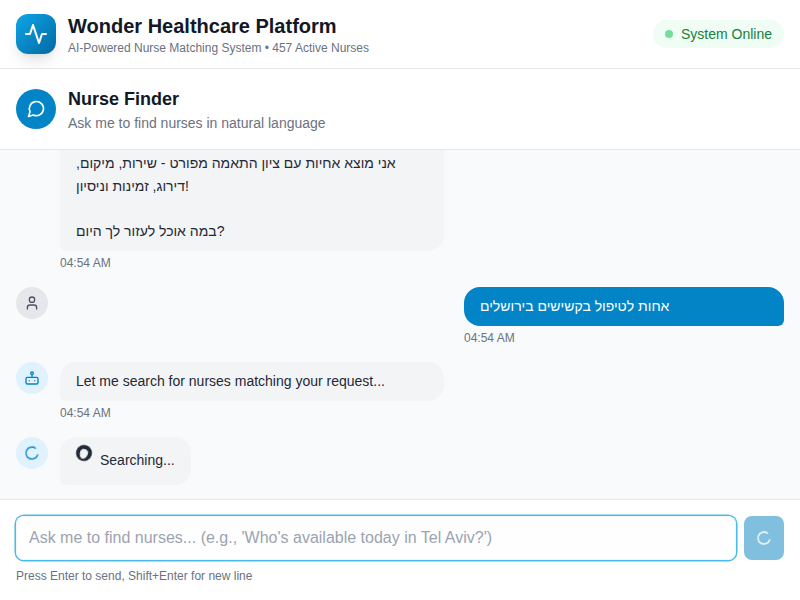 Wonder Healthcare Platform
AI-Powered Nurse Matching System • 457 Active Nurses
System Online
Nurse Finder
Ask me to find nurses in natural language
אני מוצא אחיות עם ציון התאמה מפורט - שירות, מיקום,
דירוג, זמינות וניסיון!
במה אוכל לעזור לך היום?
04:54 AM
אחות לטיפול בקשישים בירושלים
04:54 AM
Let me search for nurses matching your request...
04:54 AM
Searching...
Ask me to find nurses... (e.g., 'Who's available today in Tel Aviv?')
Press Enter to send, Shift+Enter for new line